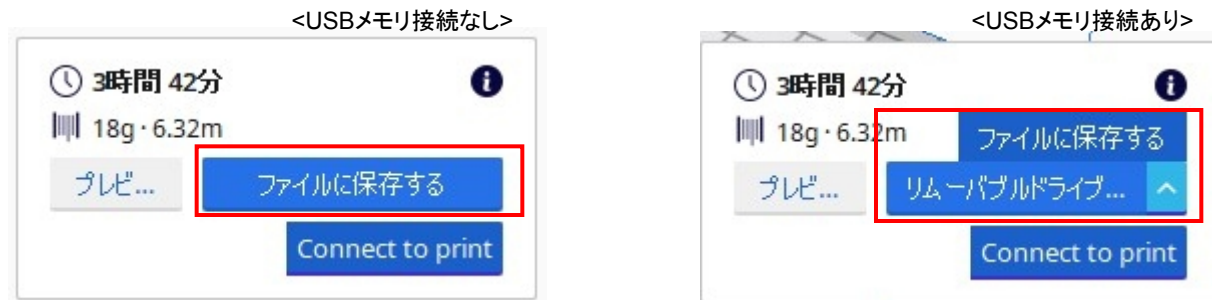 <USBメモリ接続なし>
3時間 42分
18g · 6.32m
プレビ...
ファイルに保存する
Connect to print
<USBメモリ接続あり>
3時間 42分
18g · 6.32m
ファイルに保存する
プレビ...
リムーバブルドライブ...
Connect to print